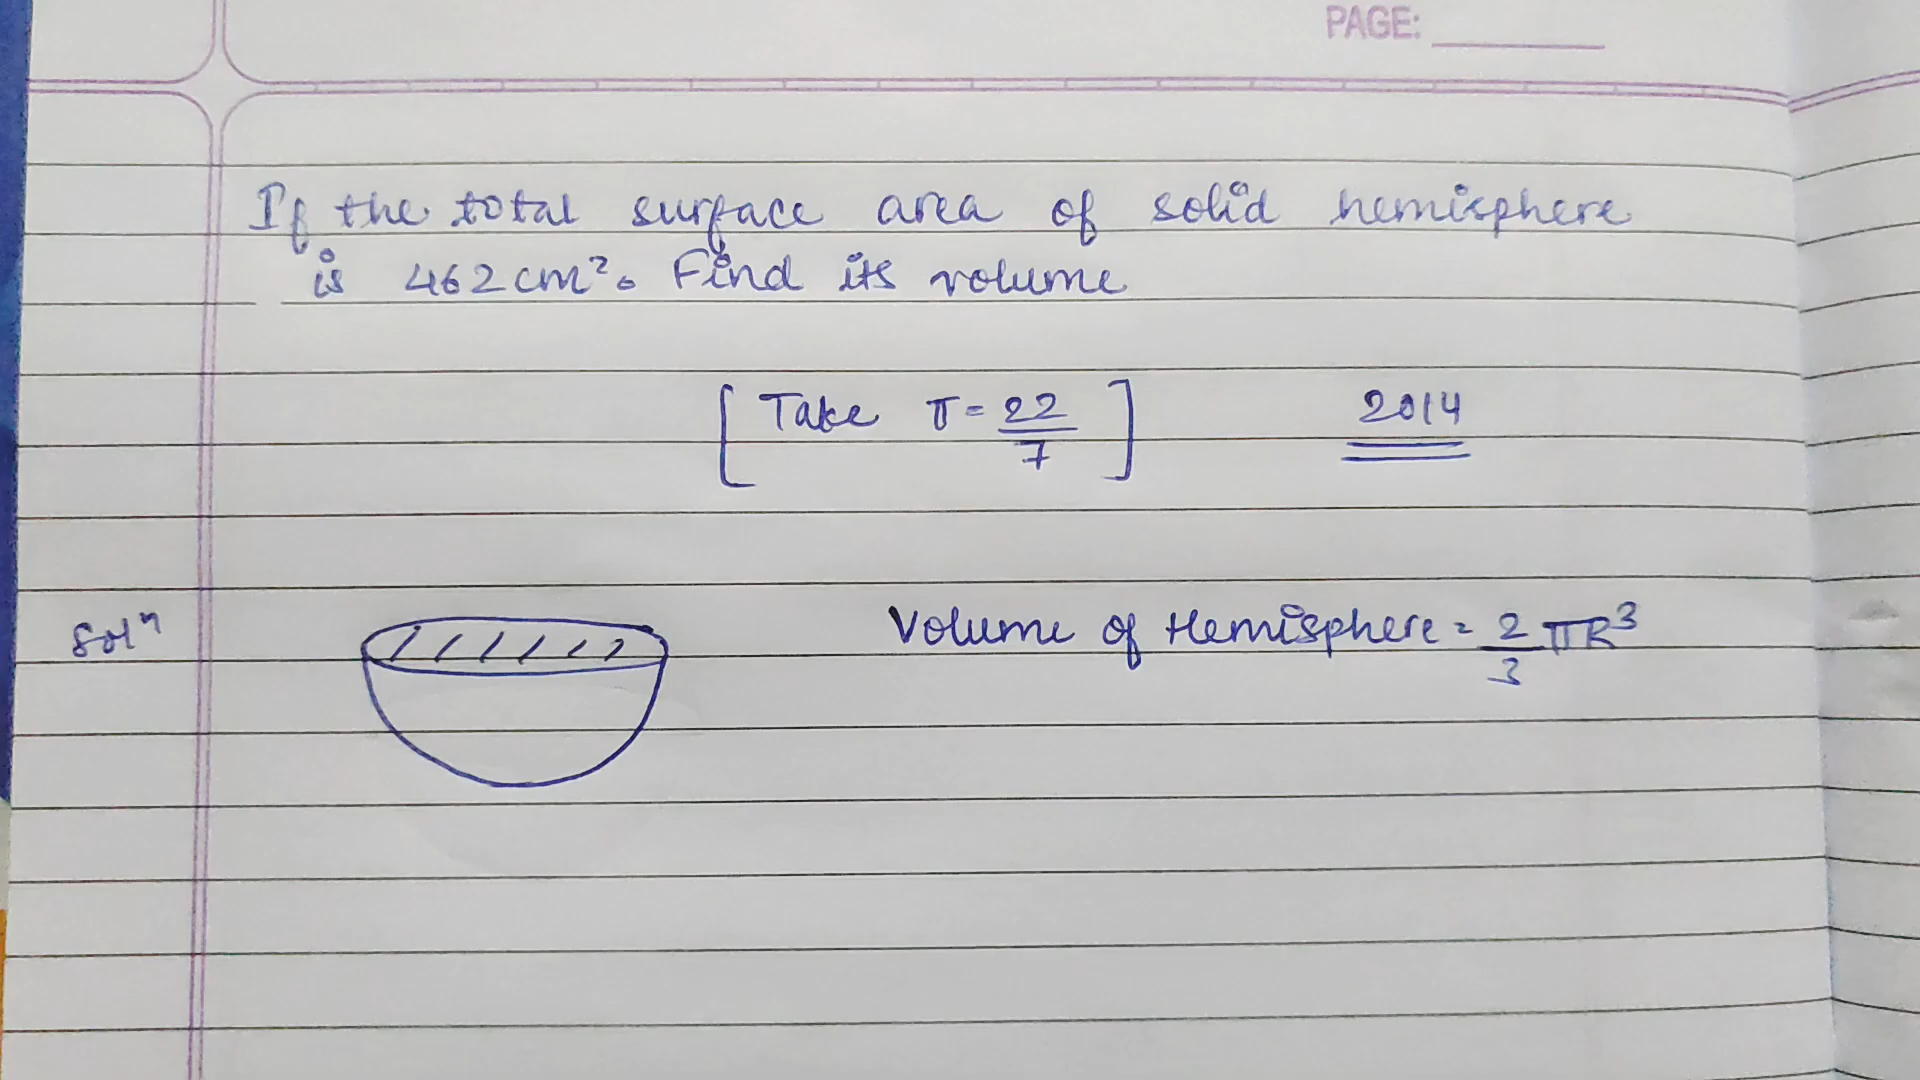 PAGE:
If the total surface area of solid hemisphere
is 462 cm². Find its volume
[Take π = 22/7] 2014
Solⁿ Volume of Hemisphere = 2/3 πR³